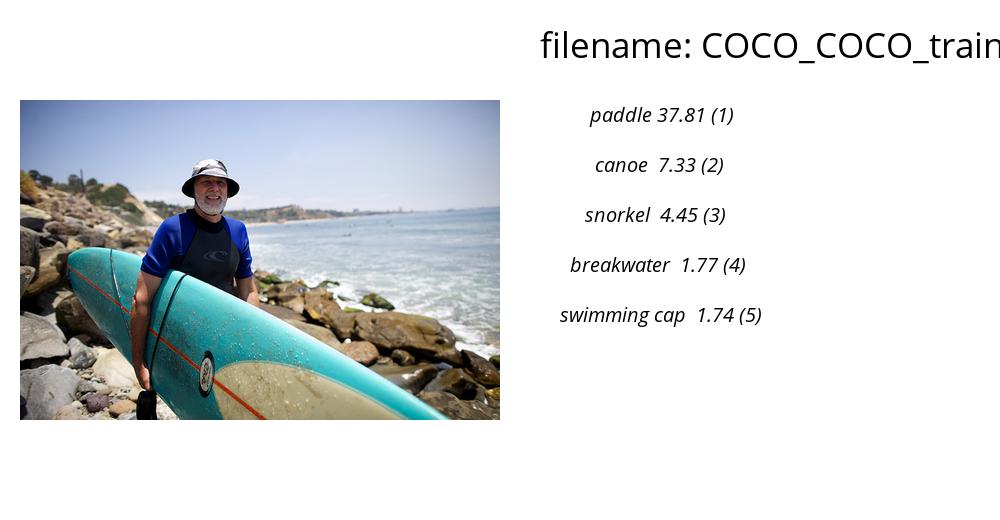 filename: COCO_COCO_train
paddle 37.81 (1)
canoe 7.33 (2)
snorkel 4.45 (3)
breakwater 1.77 (4)
swimming cap 1.74 (5)